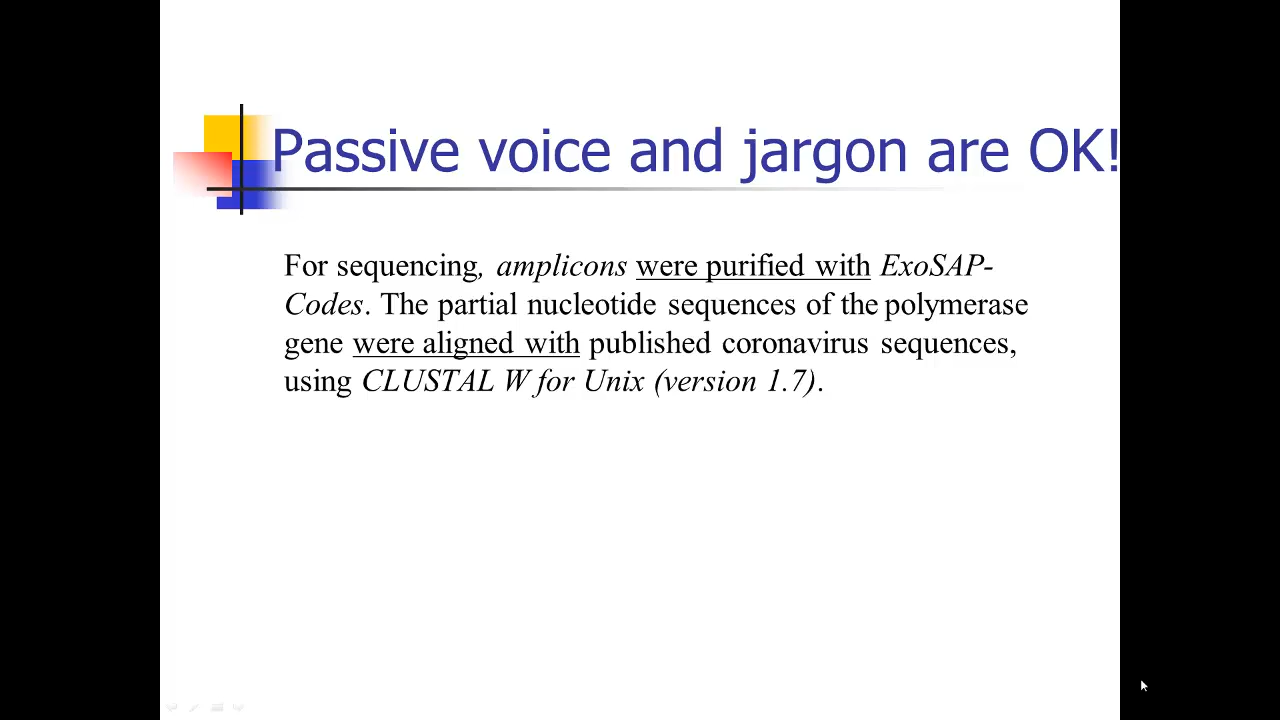 Passive voice and jargon are OK!
For sequencing, amplicons were purified with ExoSAP-
Codes. The partial nucleotide sequences of the polymerase
gene were aligned with published coronavirus sequences,
using CLUSTAL W for Unix (version 1.7).